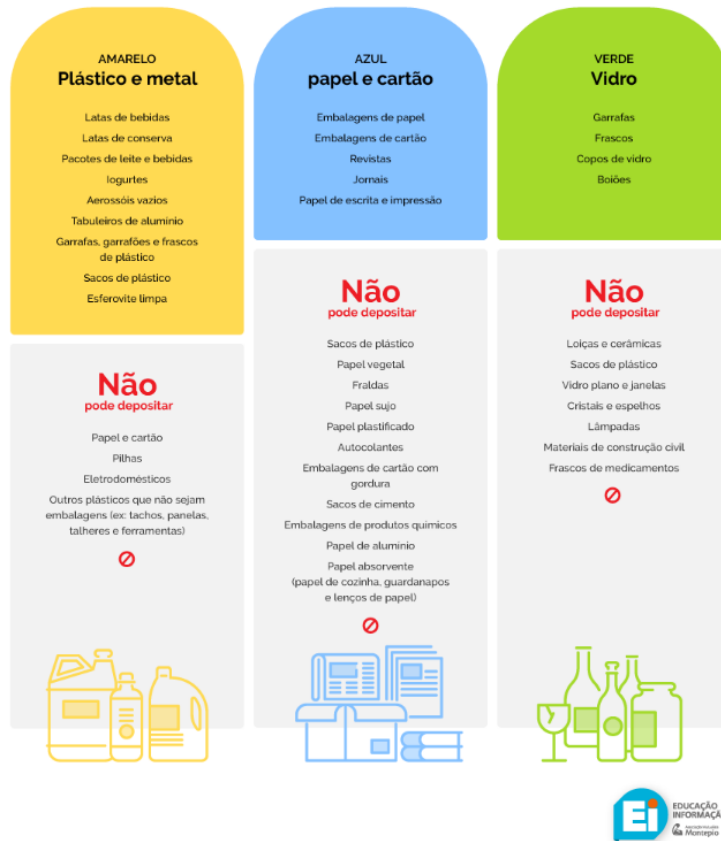 AMARELO
Plástico e metal
Latas de bebidas
Latas de conserva
Pacotes de leite e bebidas
Iogurtes
Aerossóis vazios
Tabuleiros de alumínio
Garrafas, garrafões e frascos
de plástico
Sacos de plástico
Esferovite limpa
Não
pode depositar
Papel e cartão
Pilhas
Eletrodomésticos
Outros plásticos que não sejam
embalagens (ex: tachos, panelas,
talheres e ferramentas)
AZUL
papel e cartão
Embalagens de papel
Embalagens de cartão
Revistas
Jornais
Papel de escrita e impressão
Não
pode depositar
Sacos de plástico
Papel vegetal
Fraldas
Papel sujo
Papel plastificado
Autocolantes
Embalagens de cartão com
gordura
Sacos de cimento
Embalagens de produtos químicos
Papel de alumínio
Papel absorvente
(papel de cozinha, guardanapos
e lenços de papel)
VERDE
Vidro
Garrafas
Frascos
Copos de vidro
Boiões
Não
pode depositar
Loiças e cerâmicas
Sacos de plástico
Vidro plano e janelas
Cristais e espelhos
Lâmpadas
Materiais de construção civil
Frascos de medicamentos
Ei
EDUCAÇÃO
INFORMAÇÃ
Montepio